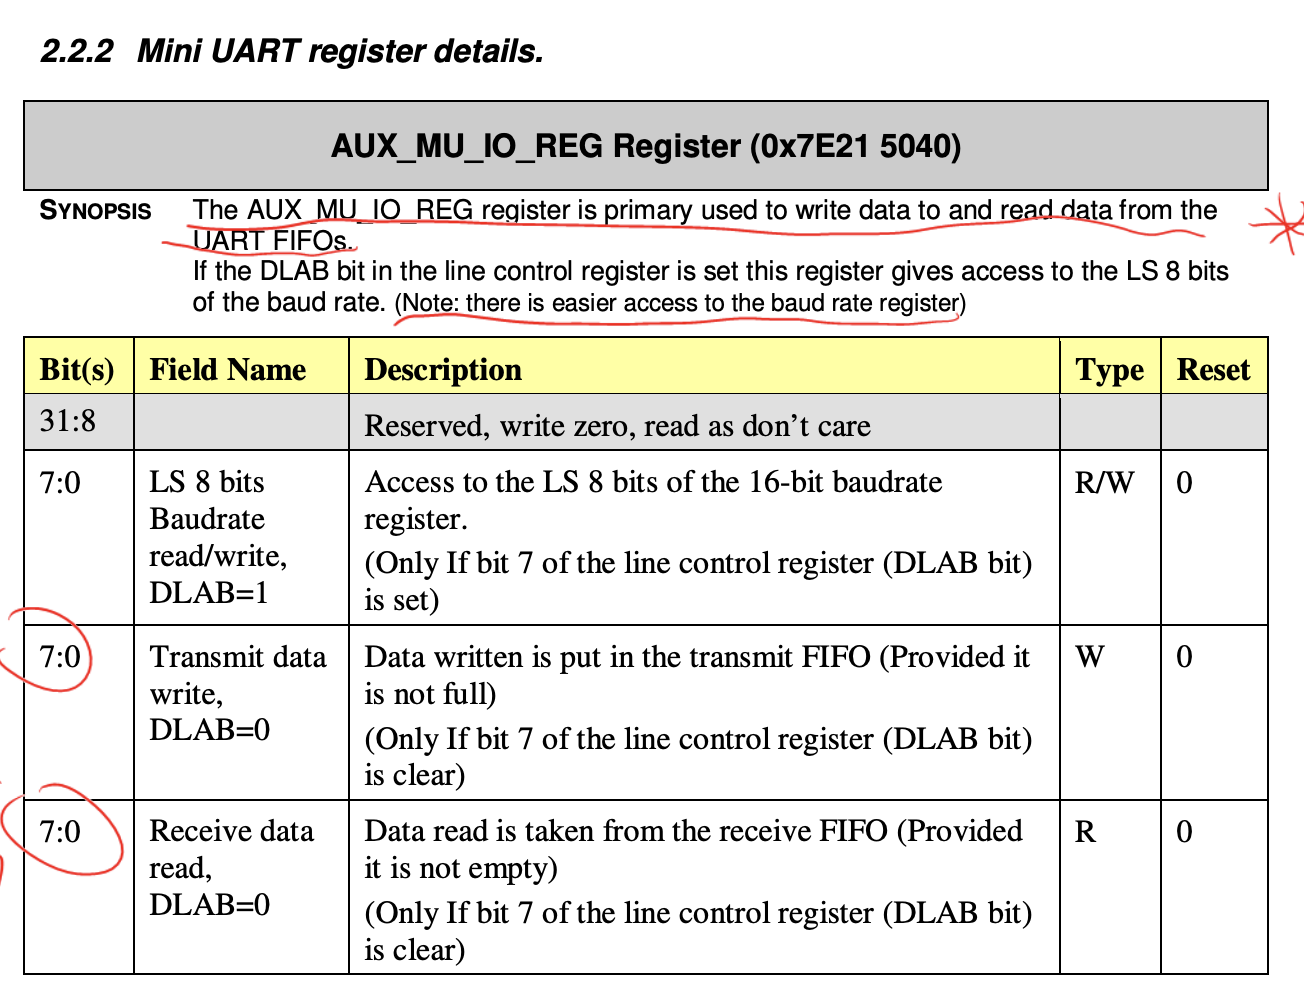 2.2.2 Mini UART register details.
AUX_MU_IO_REG Register (0x7E21 5040)
SYNOPSIS The AUX_MU_IO_REG register is primary used to write data to and read data from the
UART FIFOs.
If the DLAB bit in the line control register is set this register gives access to the LS 8 bits
of the baud rate. (Note: there is easier access to the baud rate register)
Bit(s) Field Name Description Type Reset
31:8 Reserved, write zero, read as don’t care
7:0 LS 8 bits Access to the LS 8 bits of the 16-bit baudrate R/W 0
Baudrate register.
read/write, (Only If bit 7 of the line control register (DLAB bit)
DLAB=1 is set)
7:0 Transmit data Data written is put in the transmit FIFO (Provided it W 0
write, is not full)
DLAB=0 (Only If bit 7 of the line control register (DLAB bit)
is clear)
7:0 Receive data Data read is taken from the receive FIFO (Provided R 0
read, it is not empty)
DLAB=0 (Only If bit 7 of the line control register (DLAB bit)
is clear)